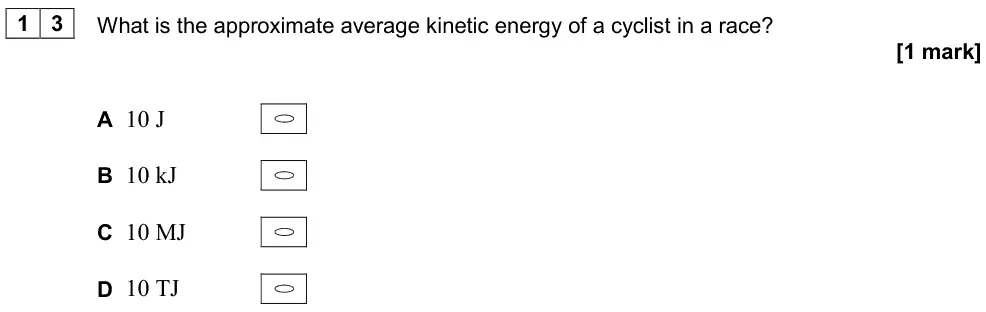 1 3 What is the approximate average kinetic energy of a cyclist in a race?
[1 mark]
A 10 J
B 10 kJ
C 10 MJ
D 10 TJ